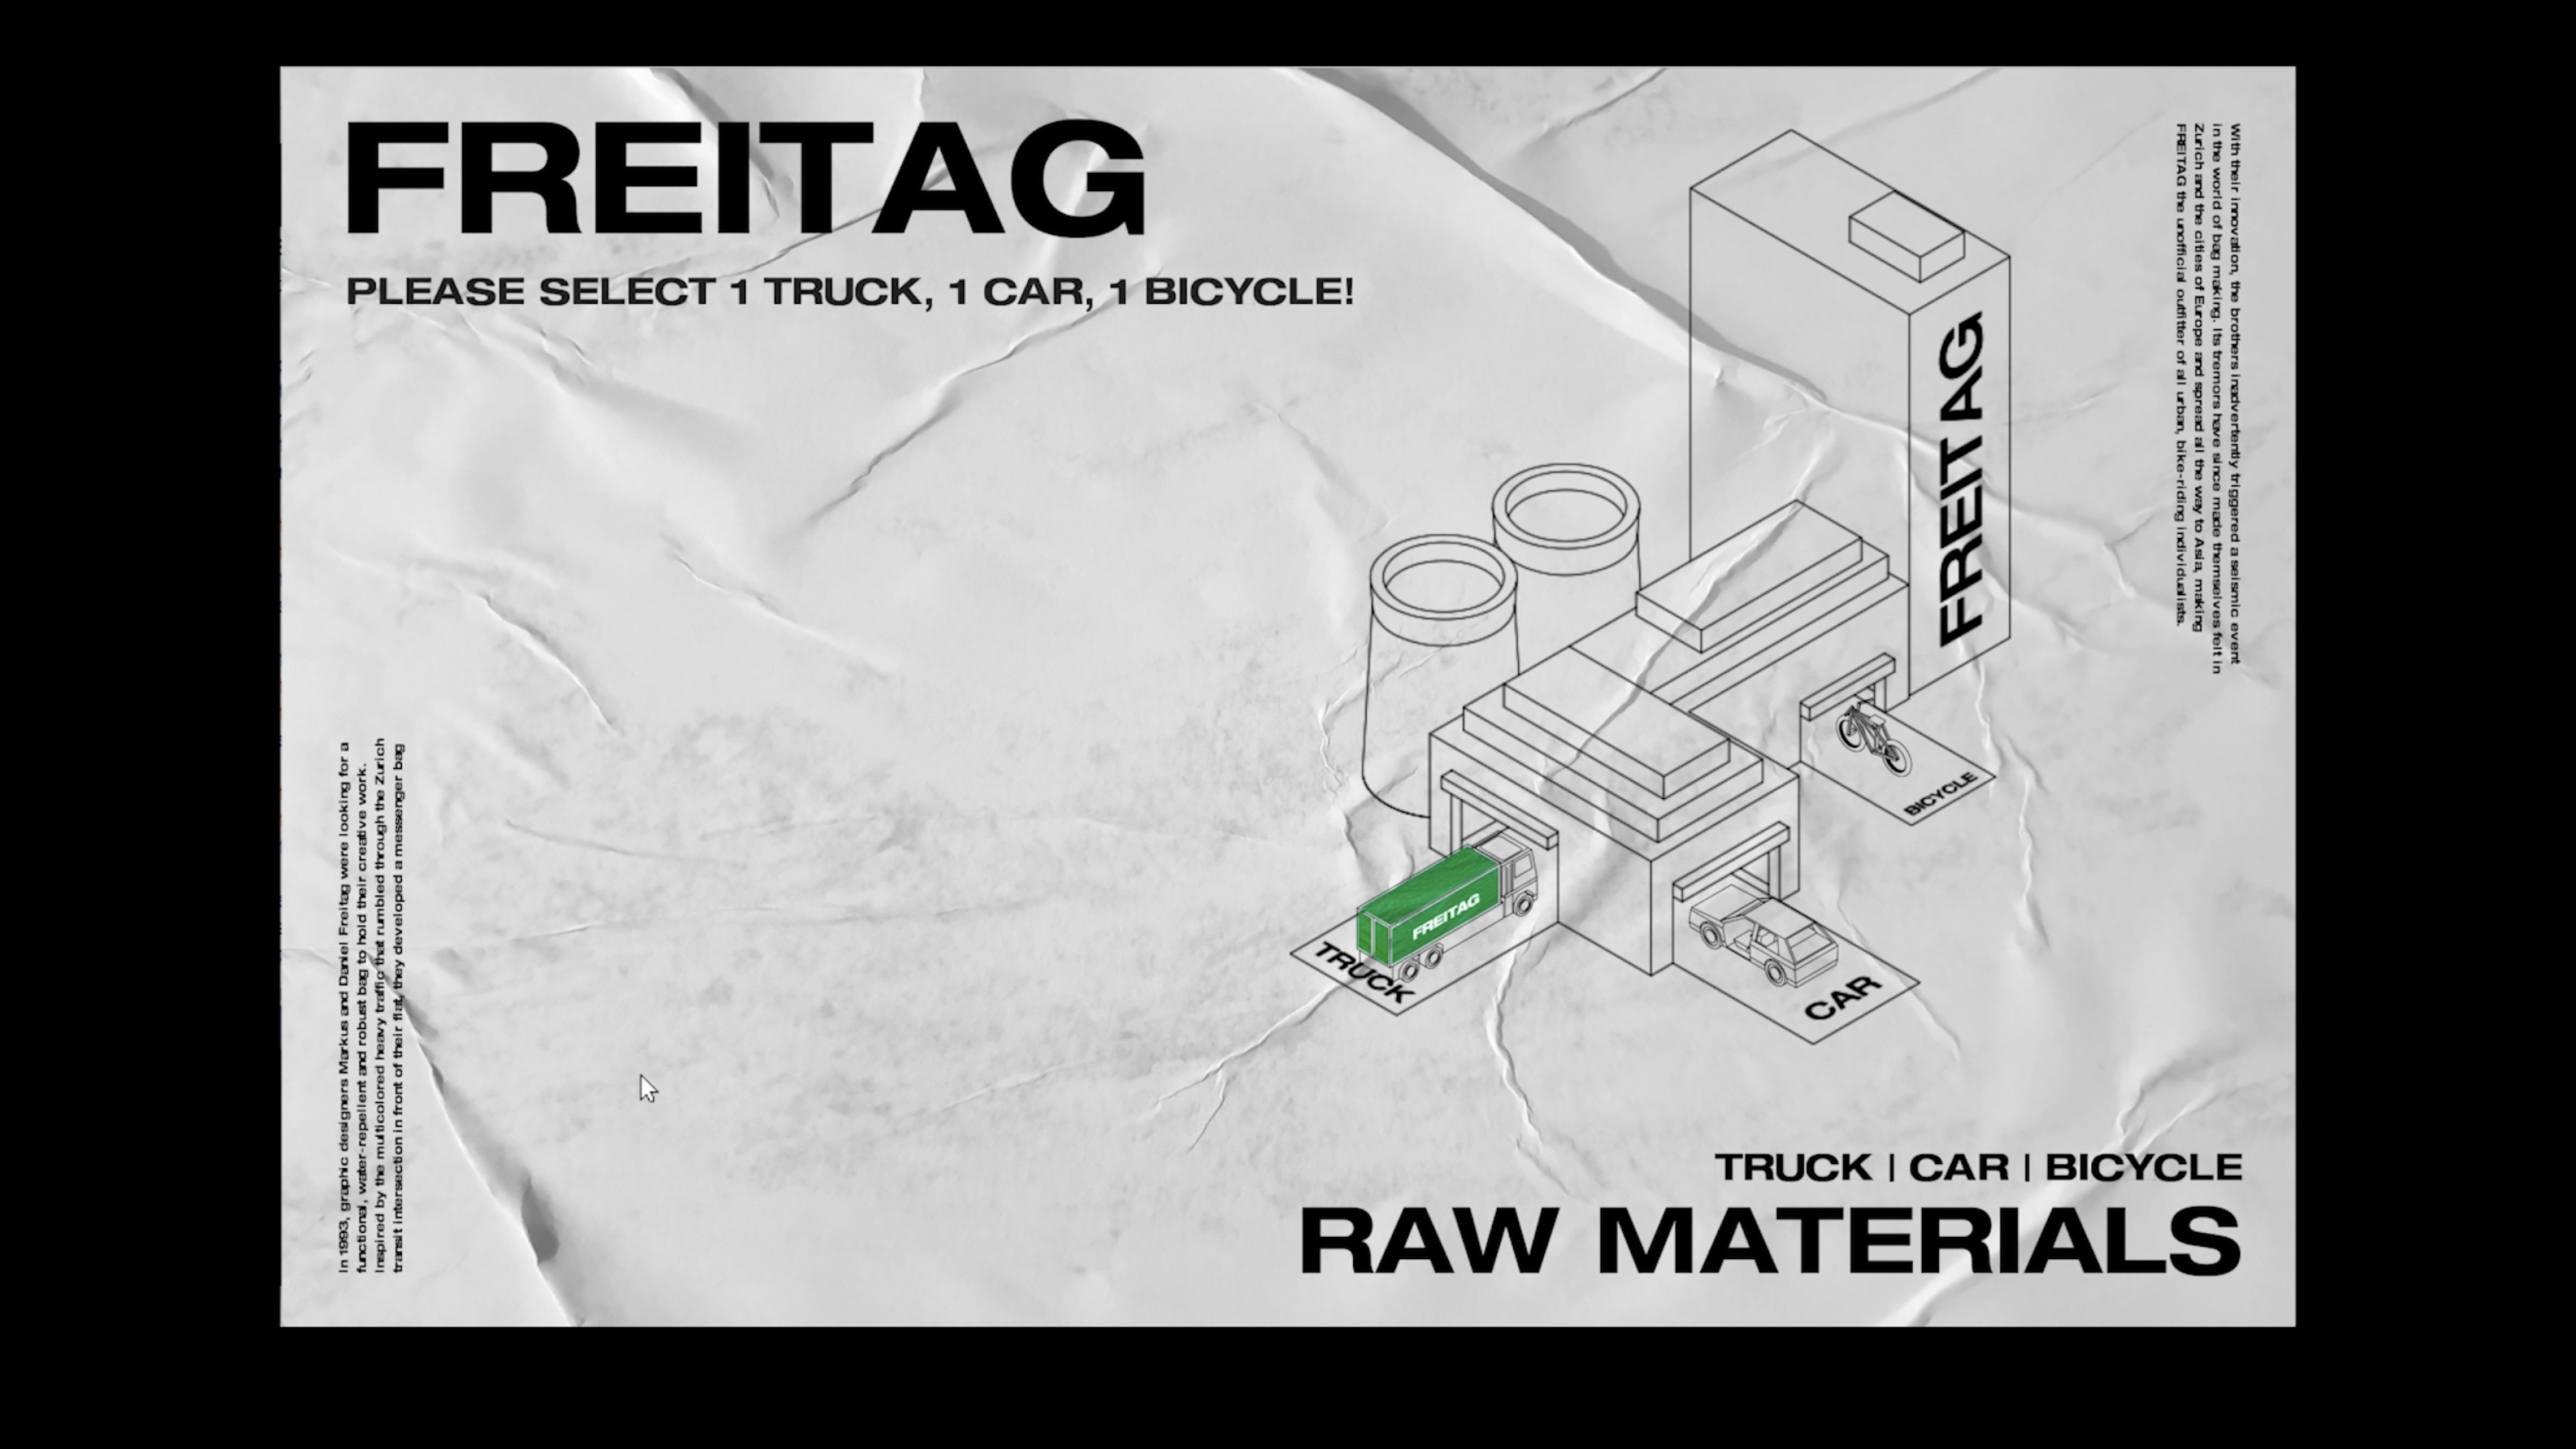 FREITAG
PLEASE SELECT 1 TRUCK, 1 CAR, 1 BICYCLE!
With their innovation, the brothers inadvertently triggered a seismic event
in the world of bag making. Its tremors have since made themselves felt in
Zurich and the cities of Europe and spread all the way to Asia, making
FREITAG the unofficial outfitter of all urban, bike-riding individualists.
FREITAG
BICYCLE
FREITAG
TRUCK
CAR
In 1993, graphic designers Markus and Daniel Freitag were looking for a
functional, water-repellent and robust bag to hold their creative work.
Inspired by the multicolored heavy traffic that rumbled through the Zurich
transit intersection in front of their flat, they developed a messenger bag
TRUCK | CAR | BICYCLE
RAW MATERIALS